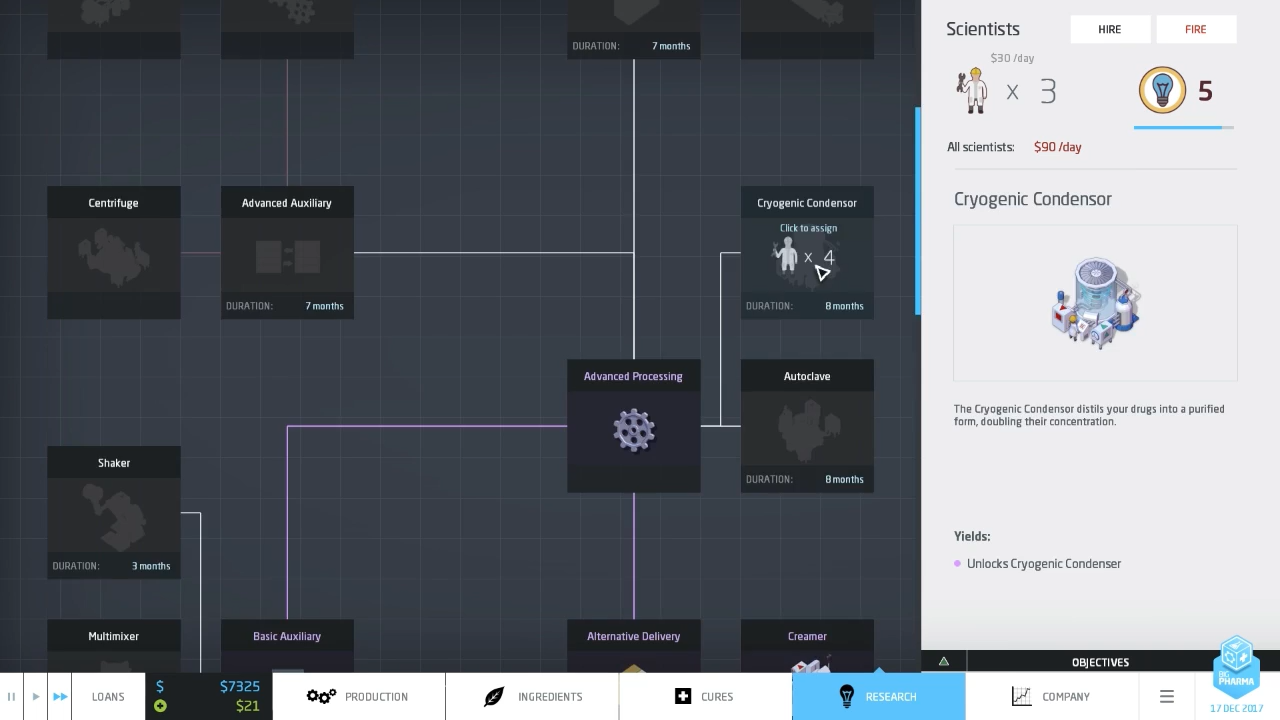 DURATION: 7 months
Centrifuge
Advanced Auxiliary
DURATION: 7 months
Cryogenic Condensor
Click to assign
x 4
DURATION: 8 months
Advanced Processing
Autoclave
DURATION: 8 months
Shaker
DURATION: 3 months
Multimixer
Basic Auxiliary
Alternative Delivery
Creamer
Scientists
HIRE
FIRE
$30 /day
x 3
5
All scientists: $90 /day
Cryogenic Condensor
The Cryogenic Condensor distils your drugs into a purified
form, doubling their concentration.
Yields:
Unlocks Cryogenic Condenser
OBJECTIVES
LOANS
$ $7325
$21
PRODUCTION
INGREDIENTS
CURES
RESEARCH
COMPANY
BIG
PHARMA
17 DEC 2017